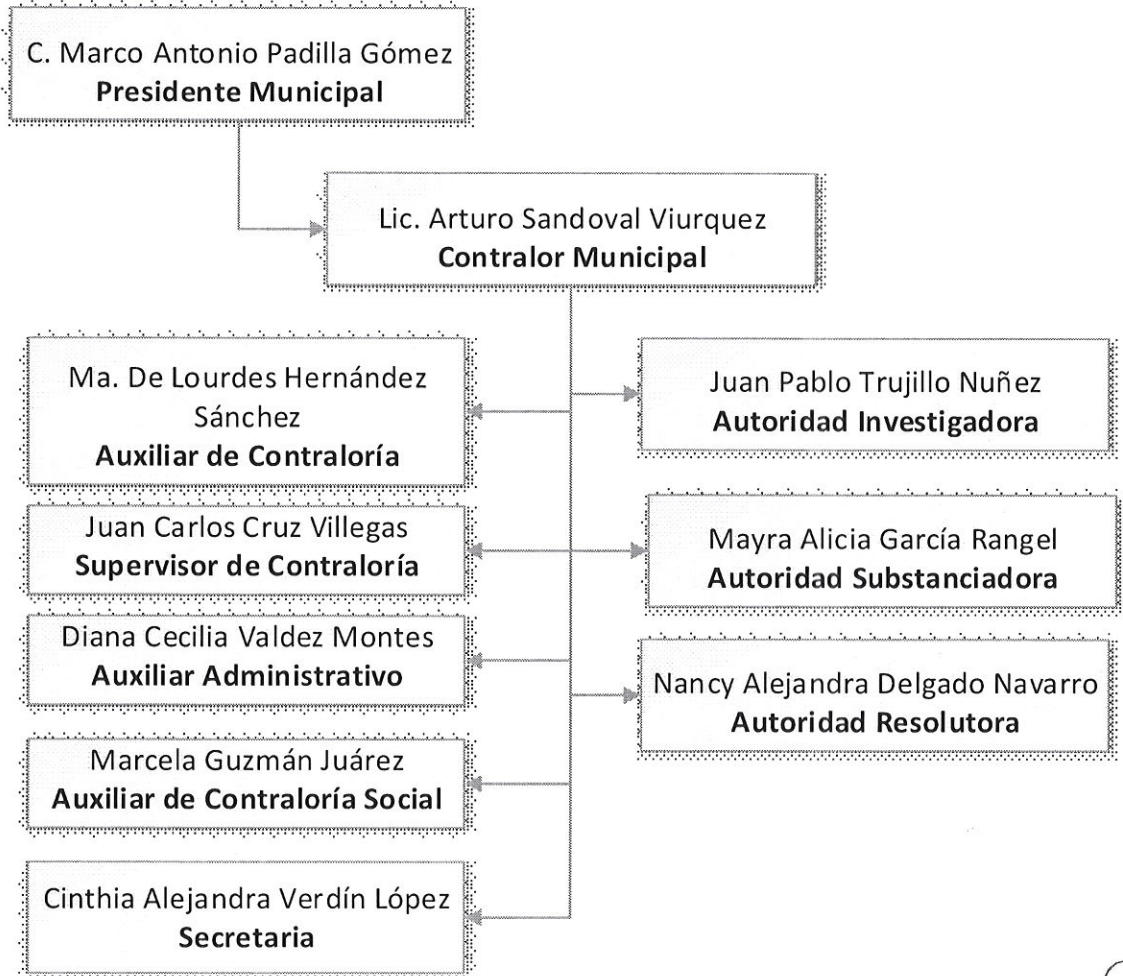 C. Marco Antonio Padilla Gómez
Presidente Municipal
Lic. Arturo Sandoval Viurquez
Contralor Municipal
Ma. De Lourdes Hernández
Sánchez
Auxiliar de Contraloría
Juan Carlos Cruz Villegas
Supervisor de Contraloría
Diana Cecilia Valdez Montes
Auxiliar Administrativo
Marcela Guzmán Juárez
Auxiliar de Contraloría Social
Cinthia Alejandra Verdín López
Secretaria
Juan Pablo Trujillo Nuñez
Autoridad Investigadora
Mayra Alicia García Rangel
Autoridad Substanciadora
Nancy Alejandra Delgado Navarro
Autoridad Resolutora